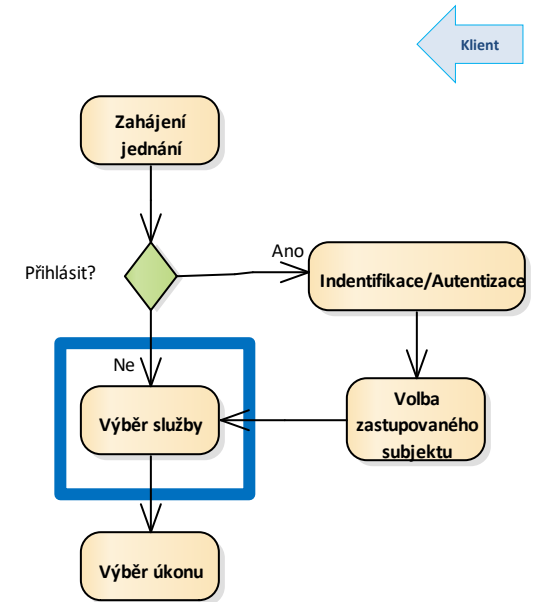 Klient
Zahájení
jednání
Přihlásit?
Ano
Indentifikace/Autentizace
Ne
Výběr služby
Volba
zastupovaného
subjektu
Výběr úkonu